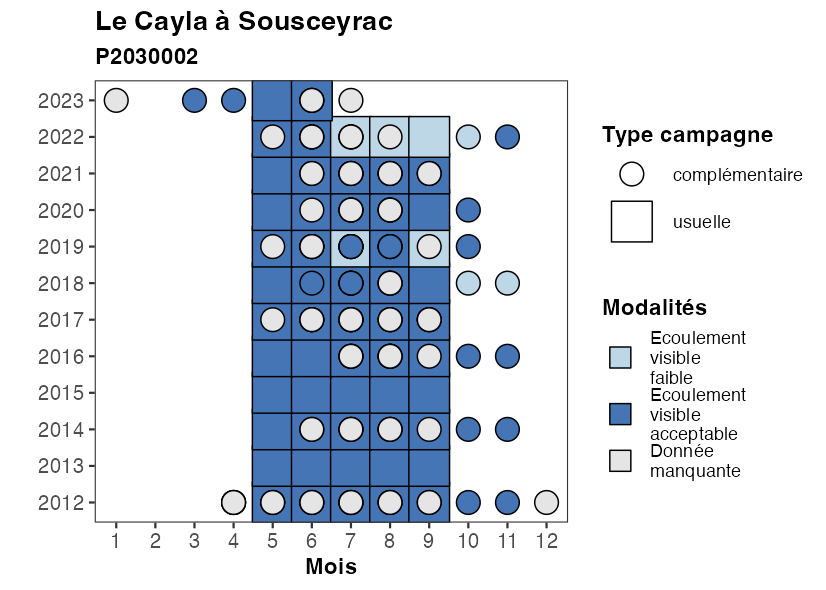 Le Cayla à Sousceyrac
P2030002
2023
2022
2021
2020
2019
2018
2017
2016
2015
2014
2013
2012
1 2 3 4 5 6 7 8 9 10 11 12
Mois
Type campagne
complémentaire
usuelle
Modalités
Ecoulement
visible
faible
Ecoulement
visible
acceptable
Donnée
manquante